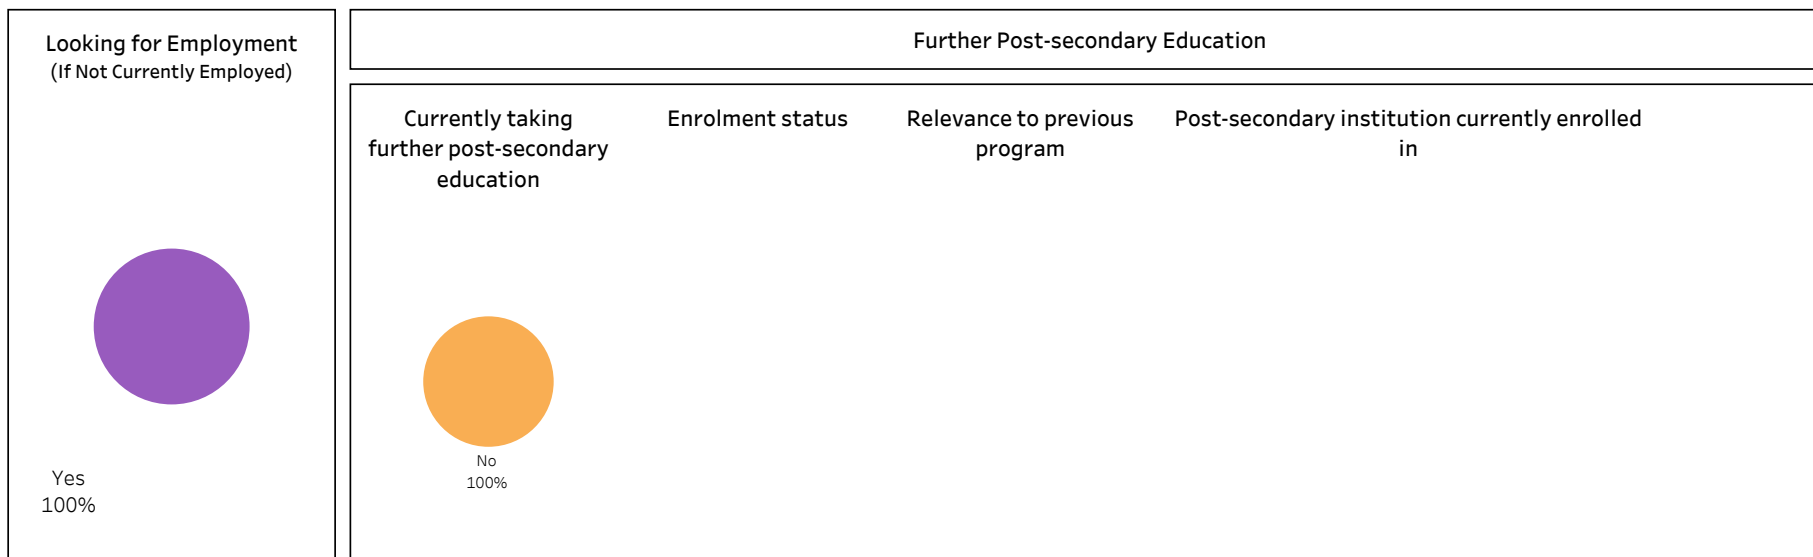 Looking for Employment
(If Not Currently Employed)
Yes
100%
Further Post-secondary Education
Currently taking
further post-secondary
education
No
100%
Enrolment status
Relevance to previous
program
Post-secondary institution currently enrolled
in